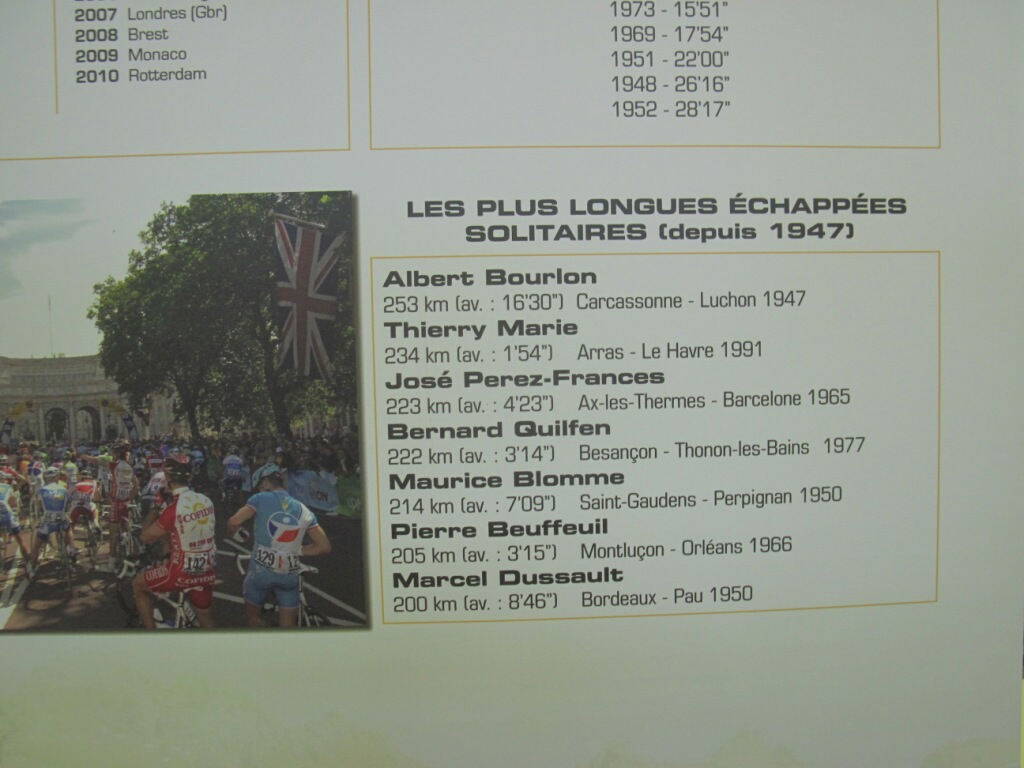 2007 Londres (Gbr)
2008 Brest
2009 Monaco
2010 Rotterdam
1973 - 15'51"
1969 - 17'54"
1951 - 22'00"
1948 - 26'16"
1952 - 28'17"
LES PLUS LONGUES ÉCHAPPÉES
SOLITAIRES (depuis 1947)
Albert Bourlon
253 km (av. : 16'30") Carcassonne - Luchon 1947
Thierry Marie
234 km (av. : 1'54") Arras - Le Havre 1991
José Perez-Frances
223 km (av. : 4'23") Ax-les-Thermes - Barcelone 1965
Bernard Quilfen
222 km (av. : 3'14") Besançon - Thonon-les-Bains 1977
Maurice Blomme
214 km (av. : 7'09") Saint-Gaudens - Perpignan 1950
Pierre Beuffeuil
205 km (av. : 3'15") Montluçon - Orléans 1966
Marcel Dussault
200 km (av. : 8'46") Bordeaux - Pau 1950
COFIDIS
142
COFIDIS
129